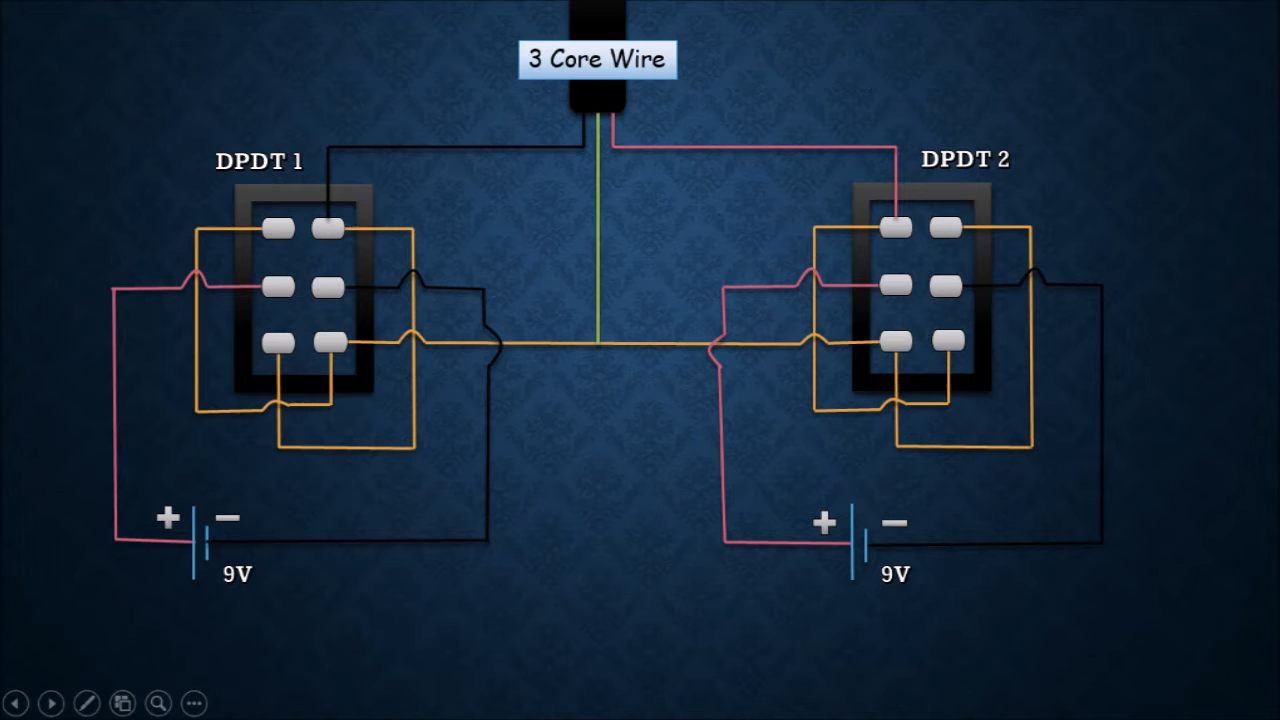 3 Core Wire
DPDT 1
DPDT 2
+ −
9V
+ −
9V